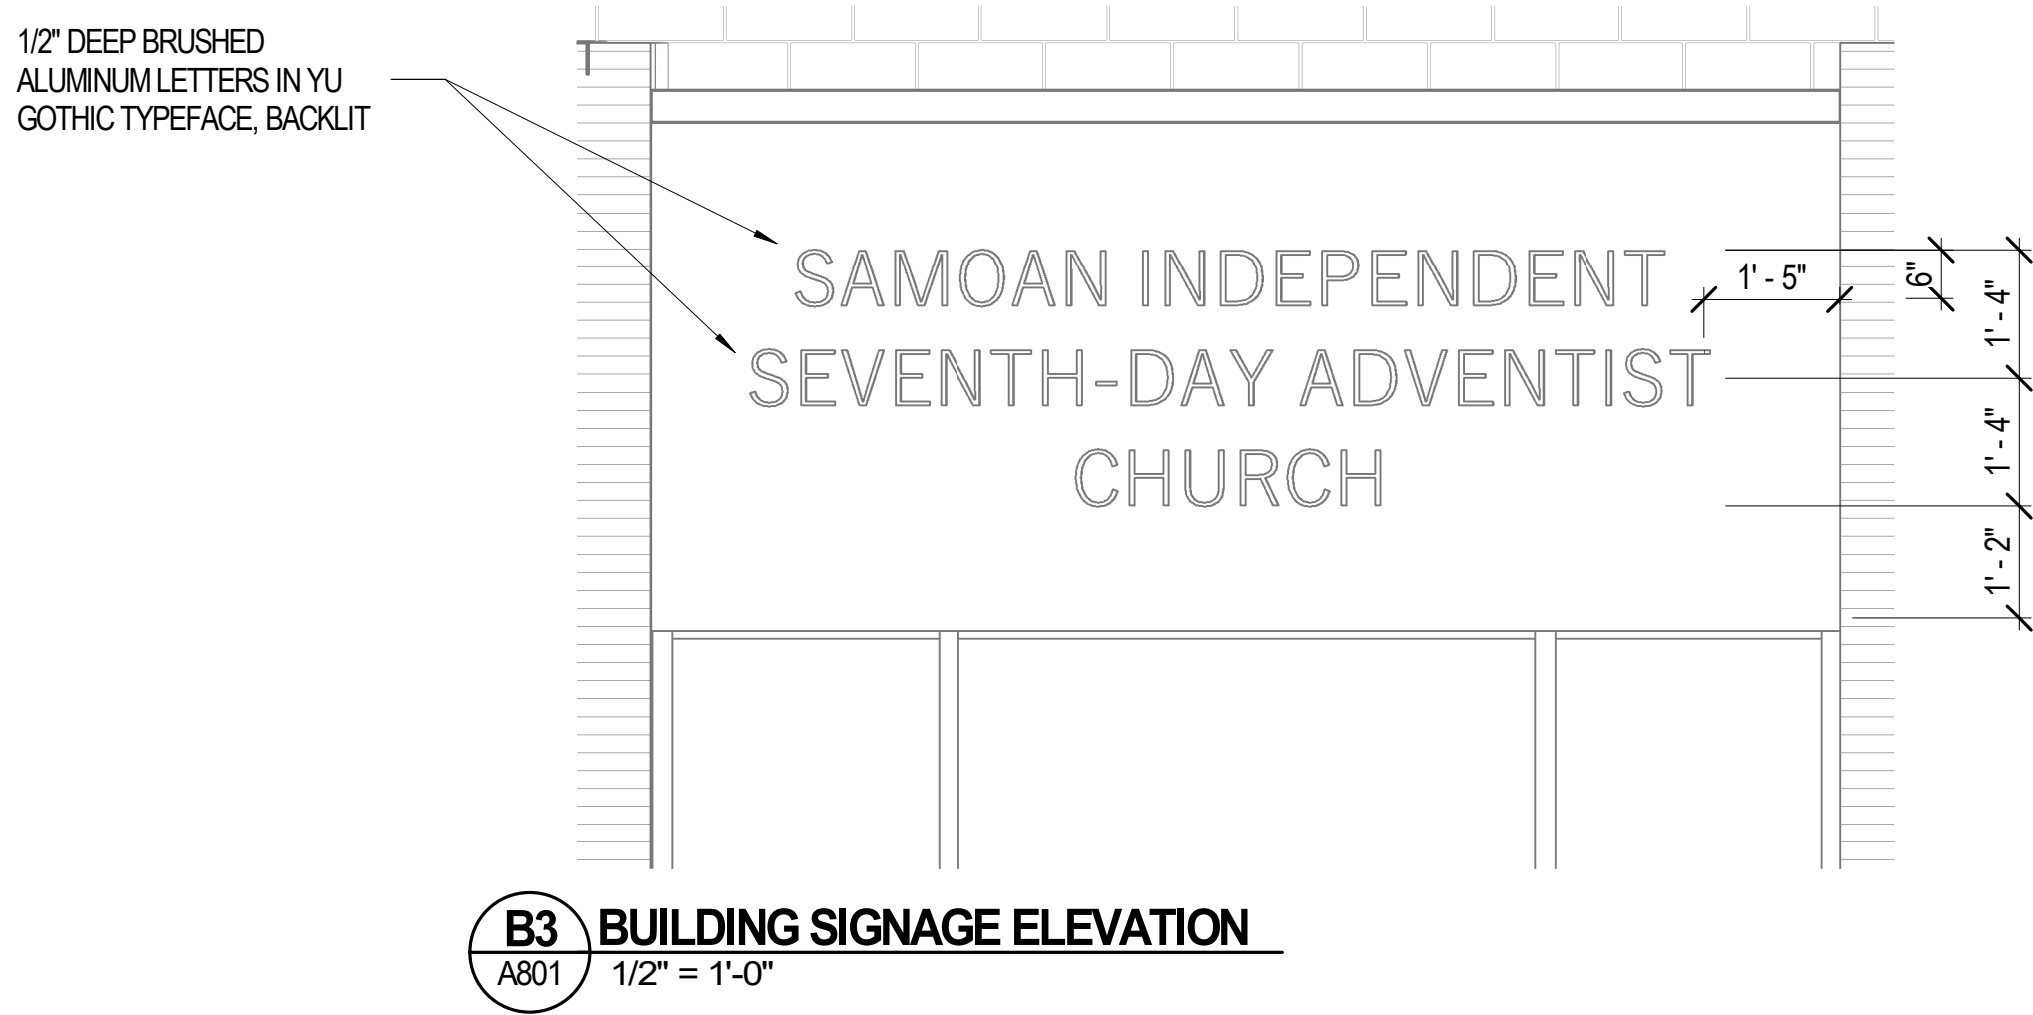 1/2" DEEP BRUSHED
ALUMINUM LETTERS IN YU
GOTHIC TYPEFACE, BACKLIT
SAMOAN INDEPENDENT
SEVENTH-DAY ADVENTIST
CHURCH
1' - 5"
6"
1' - 4"
1' - 4"
1' - 2"
B3
A801
BUILDING SIGNAGE ELEVATION
1/2" = 1'-0"